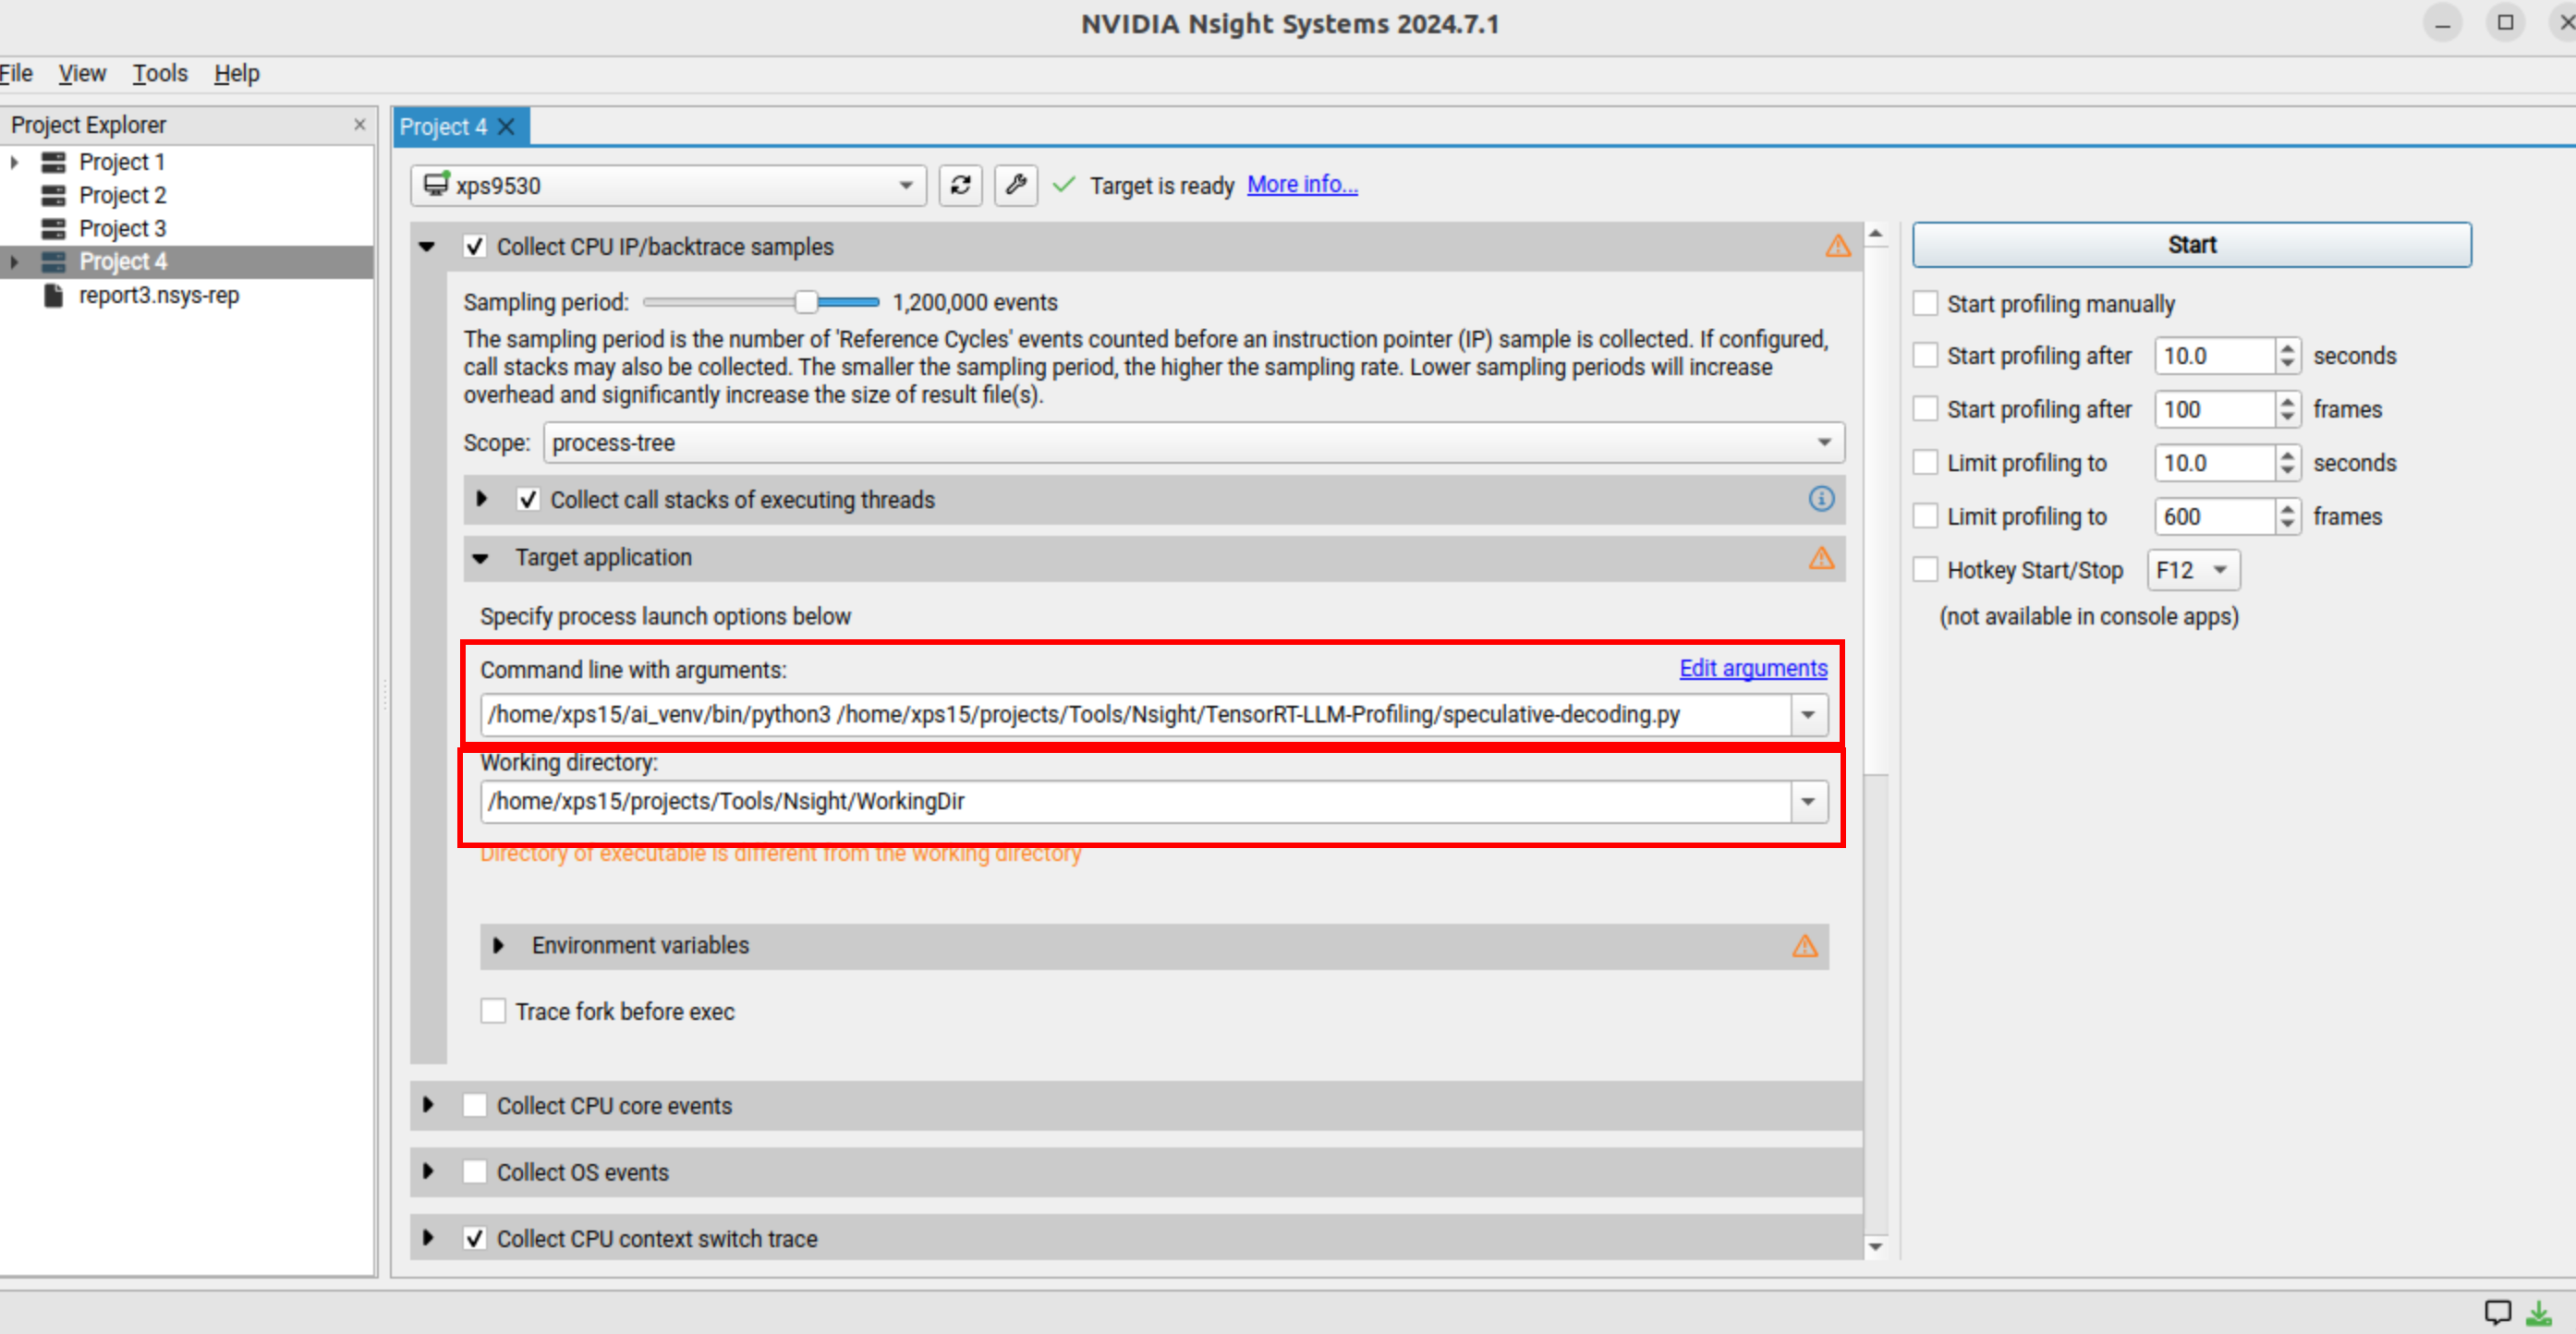 NVIDIA Nsight Systems 2024.7.1
File View Tools Help
Project Explorer
Project 1
Project 2
Project 3
Project 4
report3.nsys-rep
Project 4
xps9530
Target is ready More info...
Collect CPU IP/backtrace samples
Sampling period: 1,200,000 events
The sampling period is the number of 'Reference Cycles' events counted before an instruction pointer (IP) sample is collected. If configured,
call stacks may also be collected. The smaller the sampling period, the higher the sampling rate. Lower sampling periods will increase
overhead and significantly increase the size of result file(s).
Scope: process-tree
Collect call stacks of executing threads
Target application
Specify process launch options below
Command line with arguments: Edit arguments
/home/xps15/ai_venv/bin/python3 /home/xps15/projects/Tools/Nsight/TensorRT-LLM-Profiling/speculative-decoding.py
Working directory:
/home/xps15/projects/Tools/Nsight/WorkingDir
Directory of executable is different from the working directory
Environment variables
Trace fork before exec
Collect CPU core events
Collect OS events
Collect CPU context switch trace
Start
Start profiling manually
Start profiling after 10.0 seconds
Start profiling after 100 frames
Limit profiling to 10.0 seconds
Limit profiling to 600 frames
Hotkey Start/Stop F12
(not available in console apps)